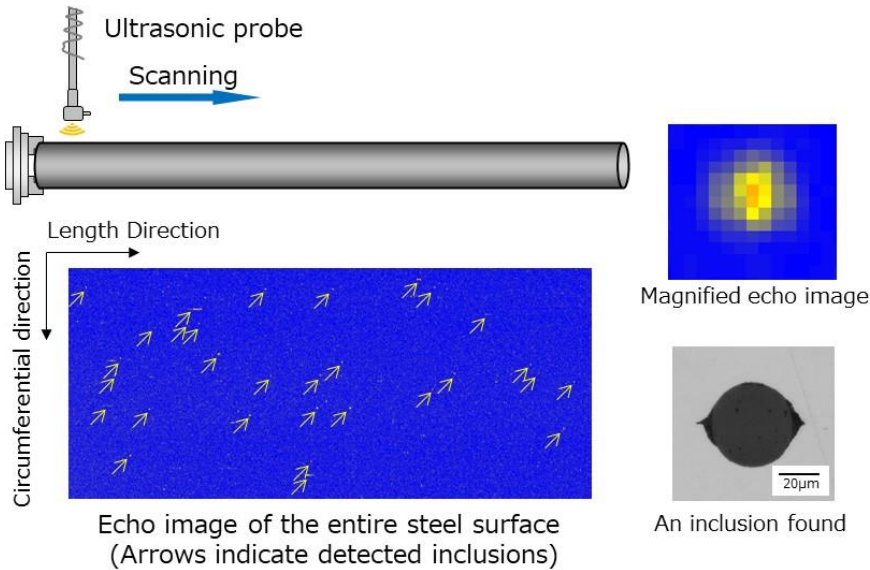 Ultrasonic probe
Scanning
Length Direction
Circumferential direction
Magnified echo image
20μm
Echo image of the entire steel surface
(Arrows indicate detected inclusions)
An inclusion found